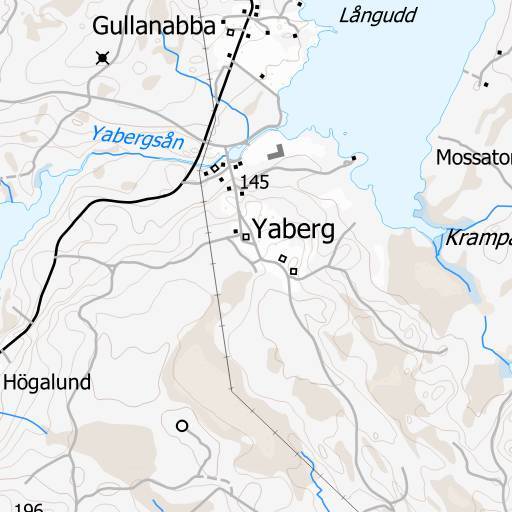 Långudd
Gullanabba
Yabergsån
Mossator
145
Yaberg
Krampa
Högalund
196